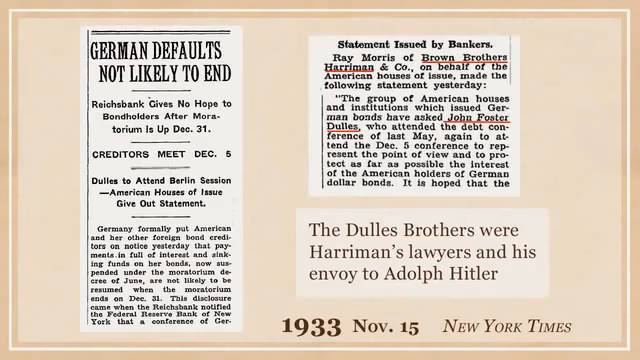 GERMAN DEFAULTS
NOT LIKELY TO END
Reichsbank Gives No Hope to
Bondholders After Mora-
torium Is Up Dec. 31.
CREDITORS MEET DEC. 5
Dulles to Attend Berlin Session
—American Houses of Issue
Give Out Statement.
Germany formally put American
and her other foreign bond credi-
tors on notice yesterday that pay-
ments in full of interest and sink-
ing funds on her bonds, now sus-
pended under the moratorium de-
cree of June, are not likely to be
resumed when the moratorium
ends on Dec. 31. This disclosure
came when the Reichsbank notified
the Federal Reserve Bank of New
York that a conference of Ger-
Statement Issued by Bankers.
Ray Morris of Brown Brothers
Harriman & Co., on behalf of the
American houses of issue, made the
following statement yesterday:
"The group of American houses
and institutions which issued Ger-
man bonds have asked John Foster
Dulles, who attended the debt con-
ference of last May, again to at-
tend the Dec. 5 conference to rep-
resent the point of view and to pro-
tect as far as possible the interest
of the American holders of German
dollar bonds. It is hoped that the
The Dulles Brothers were
Harriman's lawyers and his
envoy to Adolph Hitler
1933 Nov. 15 NEW YORK TIMES